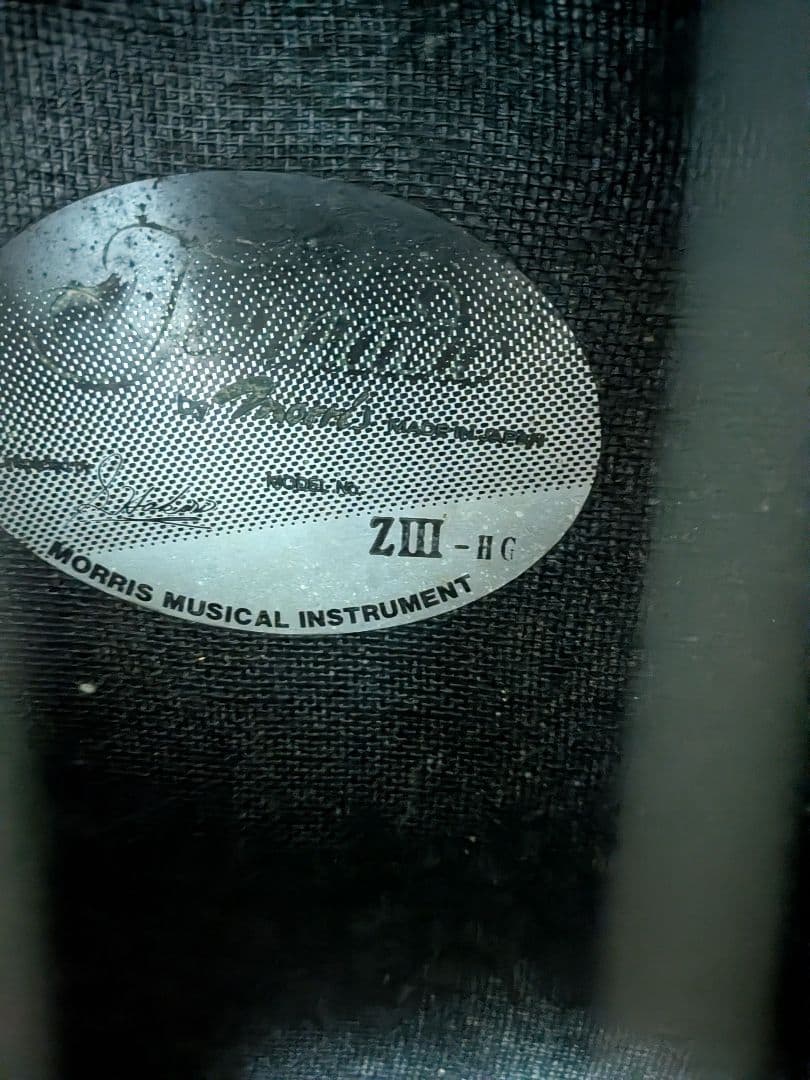 by Morris MADE IN JAPAN
MODEL No.
ZIII-HG
MORRIS MUSICAL INSTRUMENT